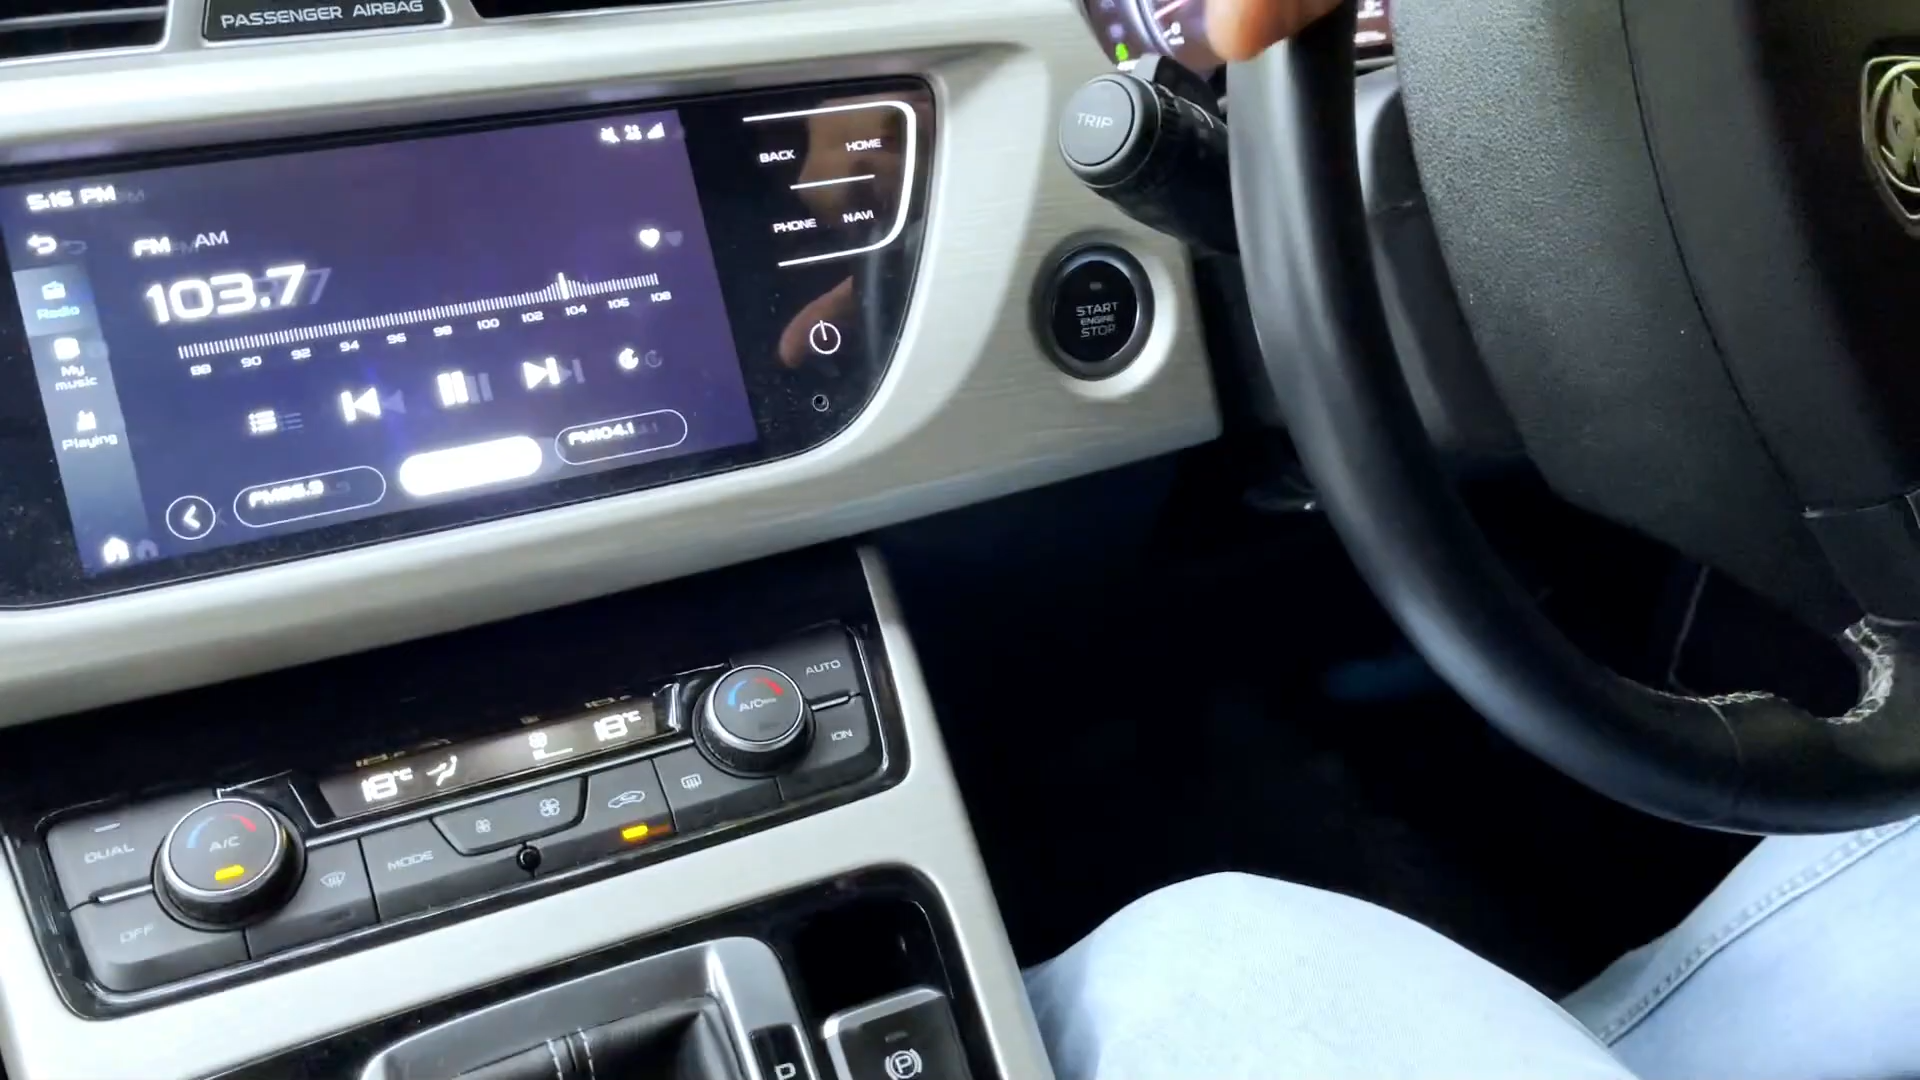 PASSENGER AIRBAG
5:16 PM
FM AM
103.7
88 90 92 94 96 98 100 102 104 106 108
Radio
My music
Playing
FM104.1
BACK HOME
PHONE NAVI
TRIP
START
ENGINE
STOP
18°C
18°C
A/C
AUTO
ION
DUAL
A/C
MODE
OFF
D
P